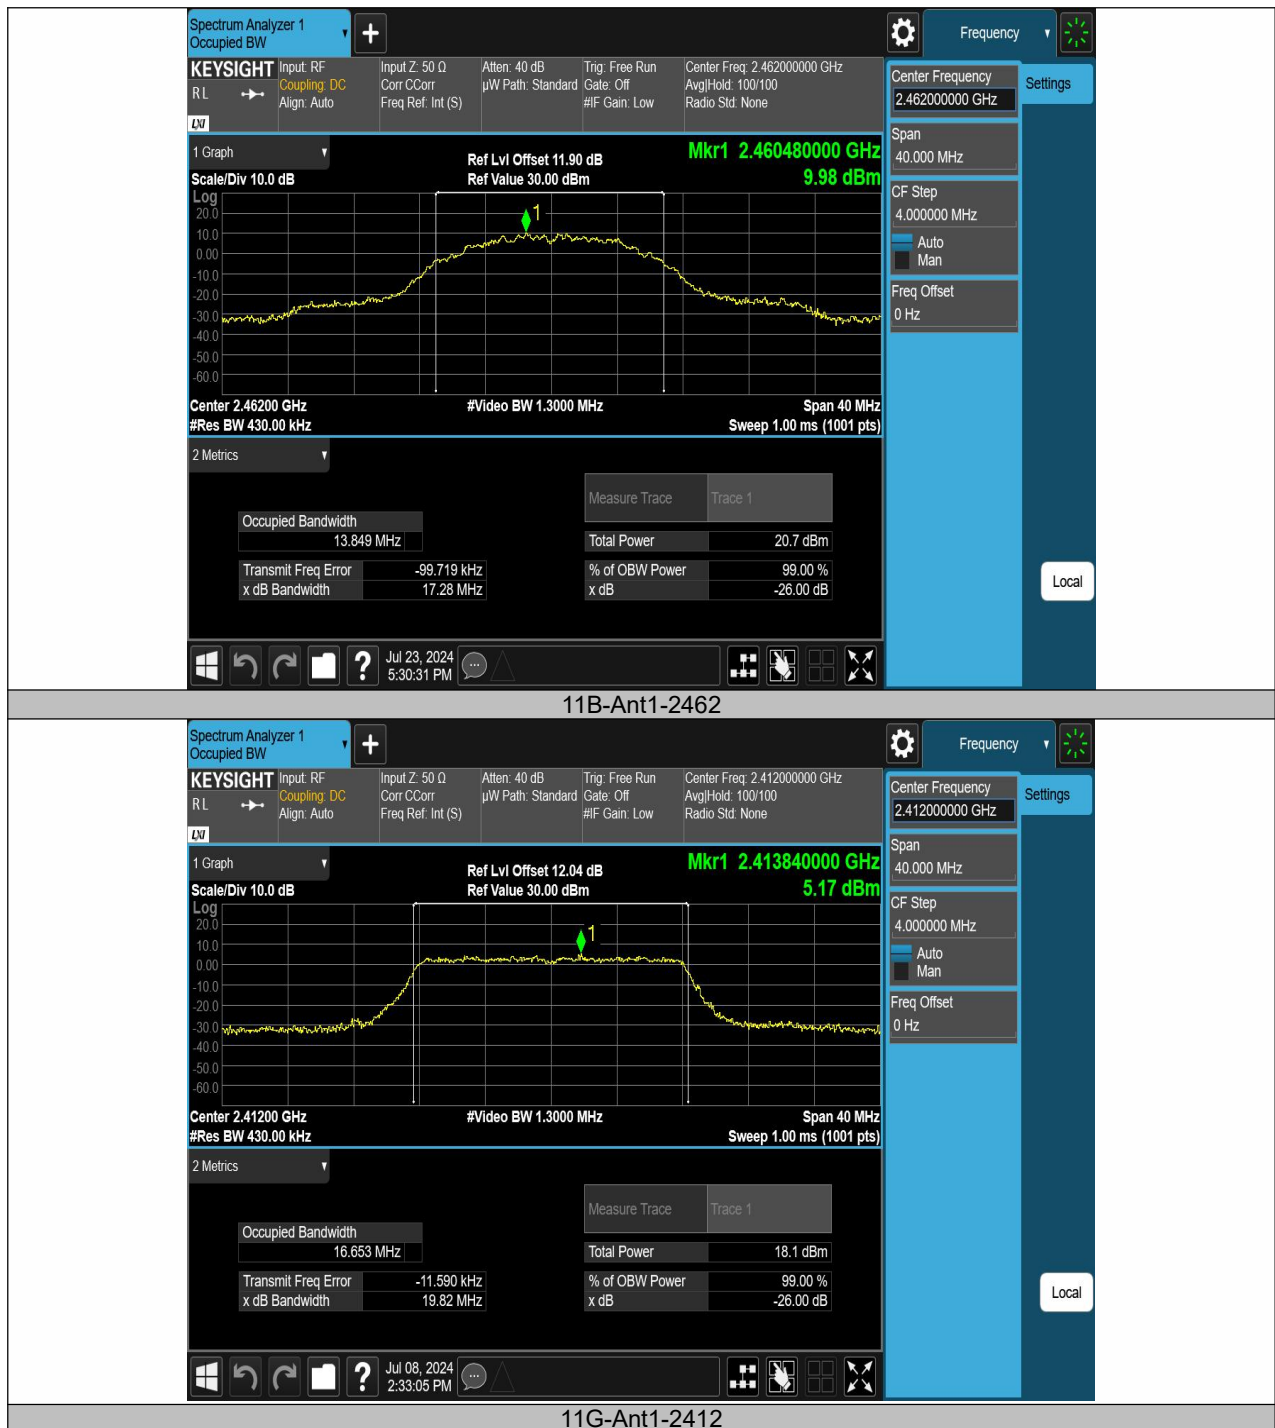 Spectrum Analyzer 1
Occupied BW
+
Frequency
KEYSIGHT
R L
LXI
Input: RF
Coupling: DC
Align: Auto
Input Z: 50 Ω
Corr CCorr
Freq Ref: Int (S)
Atten: 40 dB
µW Path: Standard
Trig: Free Run
Gate: Off
#IF Gain: Low
Center Freq: 2.462000000 GHz
Avg|Hold: 100/100
Radio Std: None
Center Frequency
2.462000000 GHz
Settings
Span
40.000 MHz
CF Step
4.000000 MHz
Auto
Man
Freq Offset
0 Hz
Local
1 Graph
Scale/Div 10.0 dB
Ref Lvl Offset 11.90 dB
Ref Value 30.00 dBm
Mkr1 2.460480000 GHz
9.98 dBm
Log
20.0
10.0
0.00
-10.0
-20.0
-30.0
-40.0
-50.0
-60.0
1
Center 2.46200 GHz
#Video BW 1.3000 MHz
Span 40 MHz
#Res BW 430.00 kHz
Sweep 1.00 ms (1001 pts)
2 Metrics
Measure Trace Trace 1
Occupied Bandwidth
13.849 MHz
Total Power 20.7 dBm
Transmit Freq Error -99.719 kHz
% of OBW Power 99.00 %
x dB Bandwidth 17.28 MHz
x dB -26.00 dB
?
Jul 23, 2024
5:30:31 PM
11B-Ant1-2462
Spectrum Analyzer 1
Occupied BW
+
Frequency
KEYSIGHT
R L
LXI
Input: RF
Coupling: DC
Align: Auto
Input Z: 50 Ω
Corr CCorr
Freq Ref: Int (S)
Atten: 40 dB
µW Path: Standard
Trig: Free Run
Gate: Off
#IF Gain: Low
Center Freq: 2.412000000 GHz
Avg|Hold: 100/100
Radio Std: None
Center Frequency
2.412000000 GHz
Settings
Span
40.000 MHz
CF Step
4.000000 MHz
Auto
Man
Freq Offset
0 Hz
Local
1 Graph
Scale/Div 10.0 dB
Ref Lvl Offset 12.04 dB
Ref Value 30.00 dBm
Mkr1 2.413840000 GHz
5.17 dBm
Log
20.0
10.0
0.00
-10.0
-20.0
-30.0
-40.0
-50.0
-60.0
1
Center 2.41200 GHz
#Video BW 1.3000 MHz
Span 40 MHz
#Res BW 430.00 kHz
Sweep 1.00 ms (1001 pts)
2 Metrics
Measure Trace Trace 1
Occupied Bandwidth
16.653 MHz
Total Power 18.1 dBm
Transmit Freq Error -11.590 kHz
% of OBW Power 99.00 %
x dB Bandwidth 19.82 MHz
x dB -26.00 dB
?
Jul 08, 2024
2:33:05 PM
11G-Ant1-2412